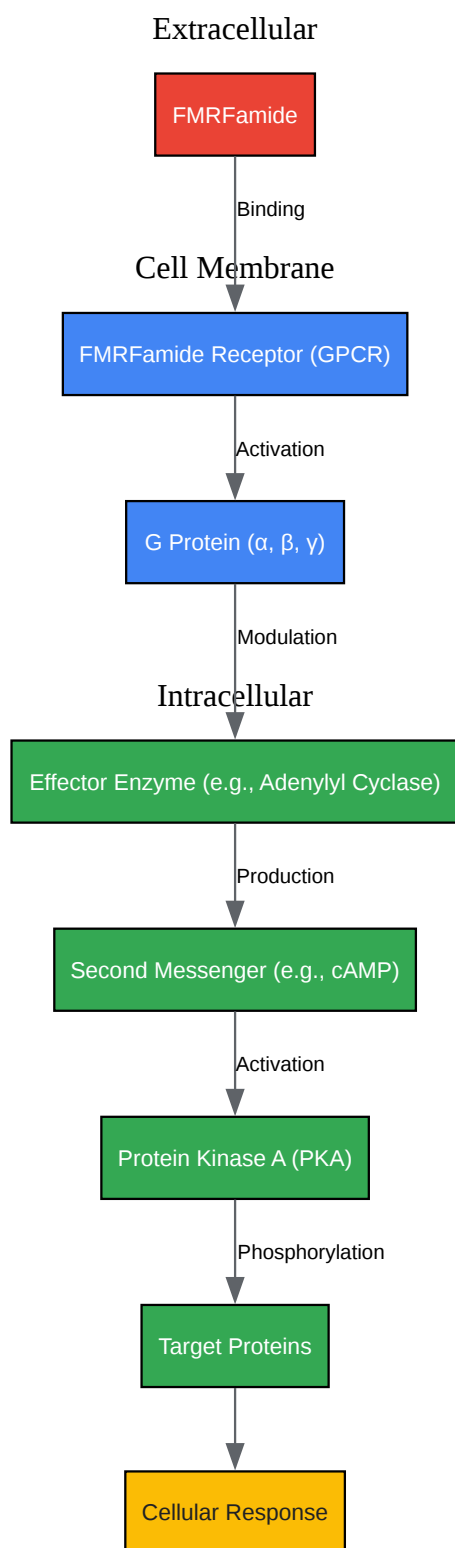 Extracellular
FMRFamide
Binding
Cell Membrane
FMRFamide Receptor (GPCR)
Activation
G Protein (α, β, γ)
Modulation
Intracellular
Effector Enzyme (e.g., Adenylyl Cyclase)
Production
Second Messenger (e.g., cAMP)
Activation
Protein Kinase A (PKA)
Phosphorylation
Target Proteins
Cellular Response